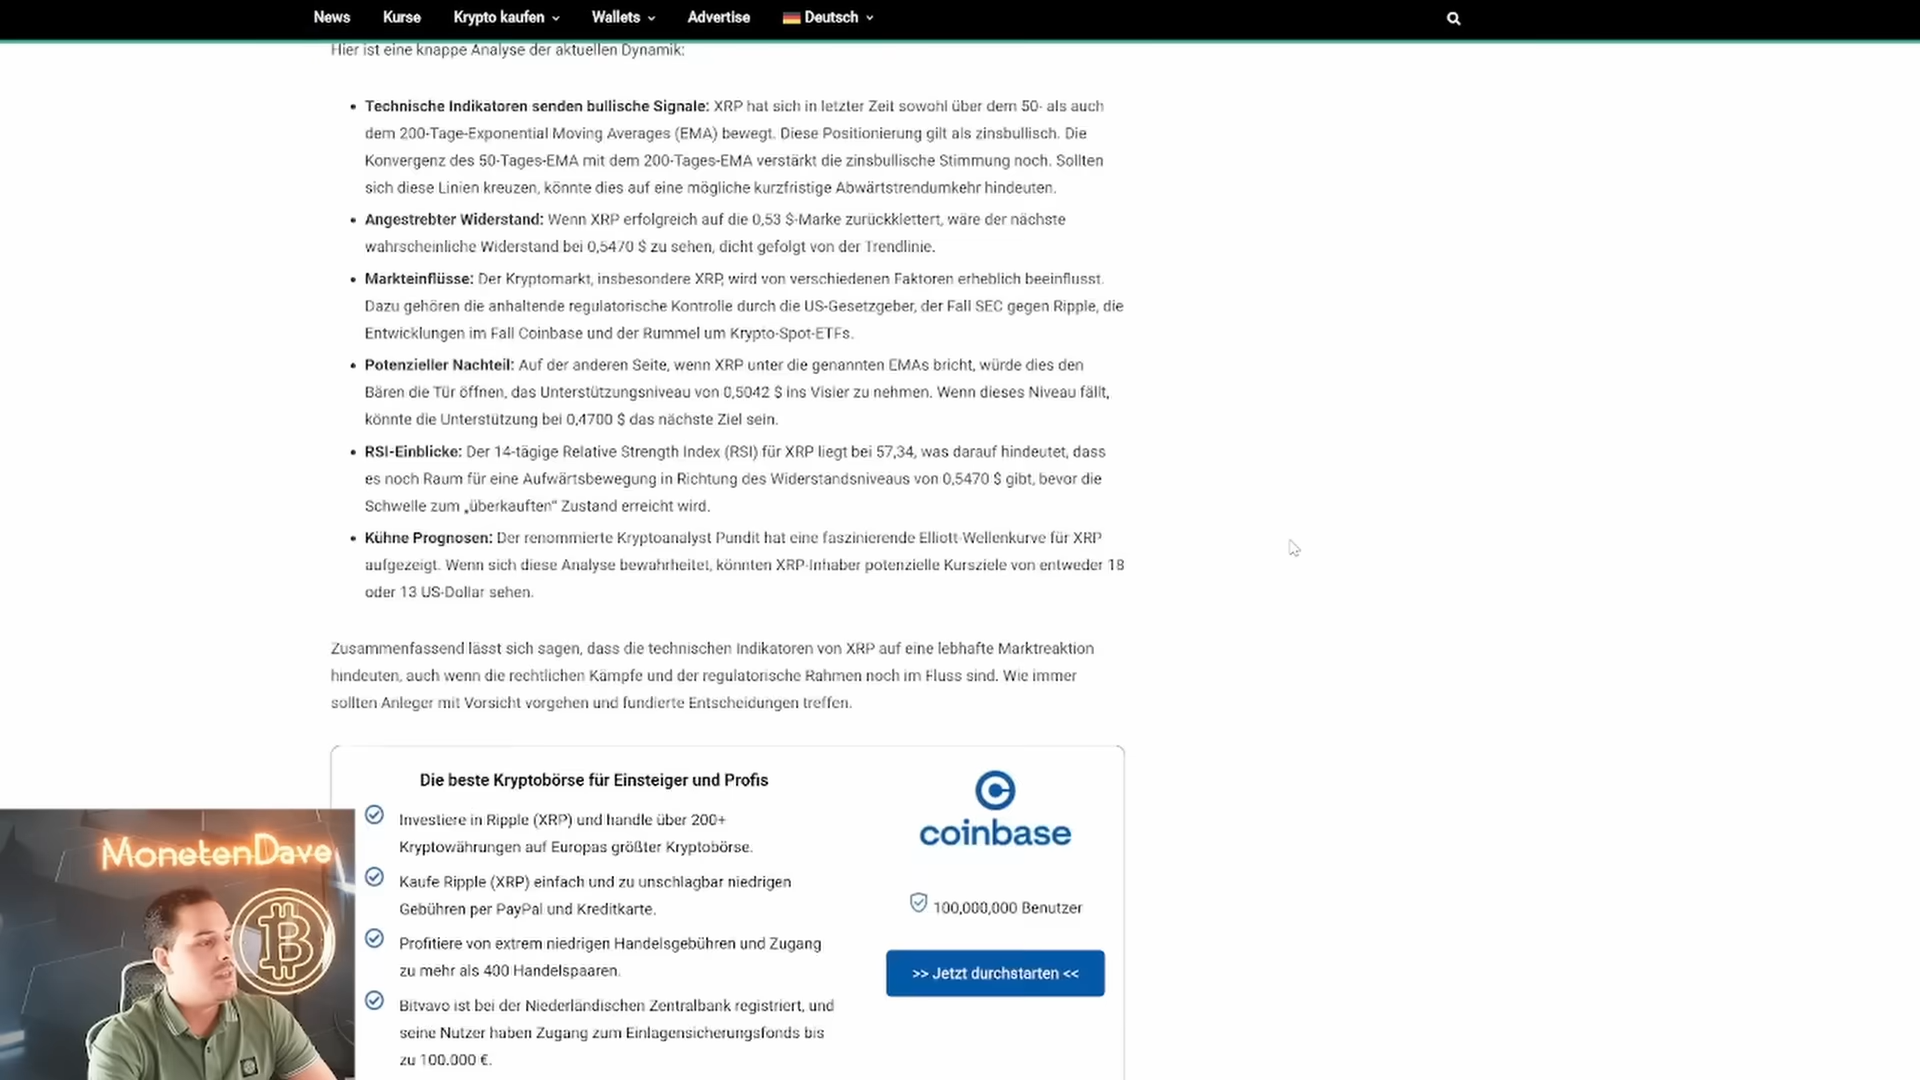 News Kurse Krypto kaufen Wallets Advertise Deutsch
Hier ist eine knappe Analyse der aktuellen Dynamik:
Technische Indikatoren senden bullische Signale: XRP hat sich in letzter Zeit sowohl über dem 50- als auch
dem 200-Tage-Exponential Moving Averages (EMA) bewegt. Diese Positionierung gilt als zinsbullisch. Die
Konvergenz des 50-Tages-EMA mit dem 200-Tages-EMA verstärkt die zinsbullische Stimmung noch. Sollten
sich diese Linien kreuzen, könnte dies auf eine mögliche kurzfristige Abwärtstrendumkehr hindeuten.
Angestrebter Widerstand: Wenn XRP erfolgreich auf die 0,53 $-Marke zurückklettert, wäre der nächste
wahrscheinliche Widerstand bei 0,5470 $ zu sehen, dicht gefolgt von der Trendlinie.
Markteinflüsse: Der Kryptomarkt, insbesondere XRP, wird von verschiedenen Faktoren erheblich beeinflusst.
Dazu gehören die anhaltende regulatorische Kontrolle durch die US-Gesetzgeber, der Fall SEC gegen Ripple, die
Entwicklungen im Fall Coinbase und der Rummel um Krypto-Spot-ETFs.
Potenzieller Nachteil: Auf der anderen Seite, wenn XRP unter die genannten EMAs bricht, würde dies den
Bären die Tür öffnen, das Unterstützungsniveau von 0,5042 $ ins Visier zu nehmen. Wenn dieses Niveau fällt,
könnte die Unterstützung bei 0,4700 $ das nächste Ziel sein.
RSI-Einblicke: Der 14-tägige Relative Strength Index (RSI) für XRP liegt bei 57,34, was darauf hindeutet, dass
es noch Raum für eine Aufwärtsbewegung in Richtung des Widerstandsniveaus von 0,5470 $ gibt, bevor die
Schwelle zum „überkauften“ Zustand erreicht wird.
Kühne Prognosen: Der renommierte Kryptoanalyst Pundit hat eine faszinierende Elliott-Wellenkurve für XRP
aufgezeigt. Wenn sich diese Analyse bewahrheitet, könnten XRP-Inhaber potenzielle Kursziele von entweder 18
oder 13 US-Dollar sehen.
Zusammenfassend lässt sich sagen, dass die technischen Indikatoren von XRP auf eine lebhafte Marktreaktion
hindeuten, auch wenn die rechtlichen Kämpfe und der regulatorische Rahmen noch im Fluss sind. Wie immer
sollten Anleger mit Vorsicht vorgehen und fundierte Entscheidungen treffen.
Die beste Kryptobörse für Einsteiger und Profis
Investiere in Ripple (XRP) und handle über 200+
Kryptowährungen auf Europas größter Kryptobörse.
Kaufe Ripple (XRP) einfach und zu unschlagbar niedrigen
Gebühren per PayPal und Kreditkarte.
Profitiere von extrem niedrigen Handelsgebühren und Zugang
zu mehr als 400 Handelspaaren.
Bitvavo ist bei der Niederländischen Zentralbank registriert, und
seine Nutzer haben Zugang zum Einlagensicherungsfonds bis
zu 100.000 €.
coinbase
100,000,000 Benutzer
>> Jetzt durchstarten <<
MonetenDave